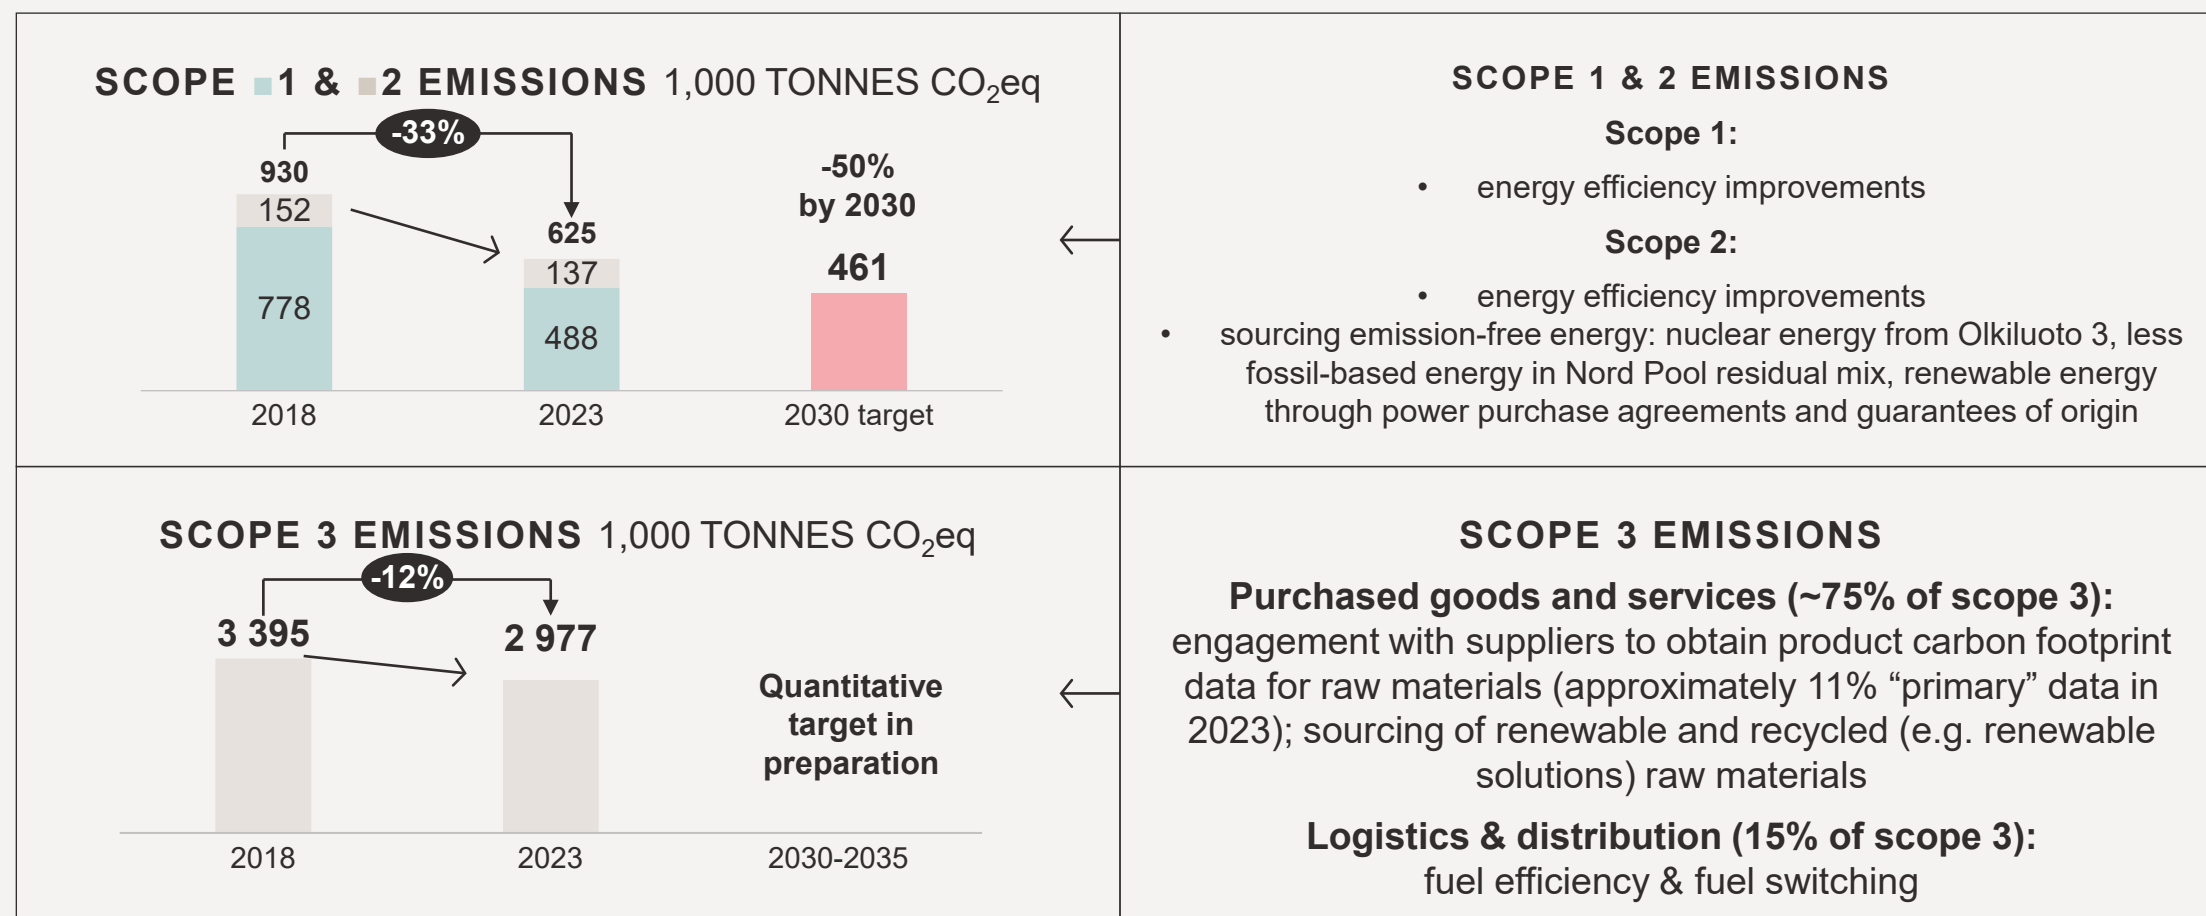 SCOPE 1 & 2 EMISSIONS 1,000 TONNES CO₂eq
-33%
930
152
778
625
137
488
-50%
by 2030
461
2018
2023
2030 target
SCOPE 1 & 2 EMISSIONS
Scope 1:
• energy efficiency improvements
Scope 2:
• energy efficiency improvements
• sourcing emission-free energy: nuclear energy from Olkiluoto 3, less
fossil-based energy in Nord Pool residual mix, renewable energy
through power purchase agreements and guarantees of origin
SCOPE 3 EMISSIONS 1,000 TONNES CO₂eq
-12%
3 395
2 977
Quantitative
target in
preparation
2018
2023
2030-2035
SCOPE 3 EMISSIONS
Purchased goods and services (~75% of scope 3):
engagement with suppliers to obtain product carbon footprint
data for raw materials (approximately 11% “primary” data in
2023); sourcing of renewable and recycled (e.g. renewable
solutions) raw materials
Logistics & distribution (15% of scope 3):
fuel efficiency & fuel switching